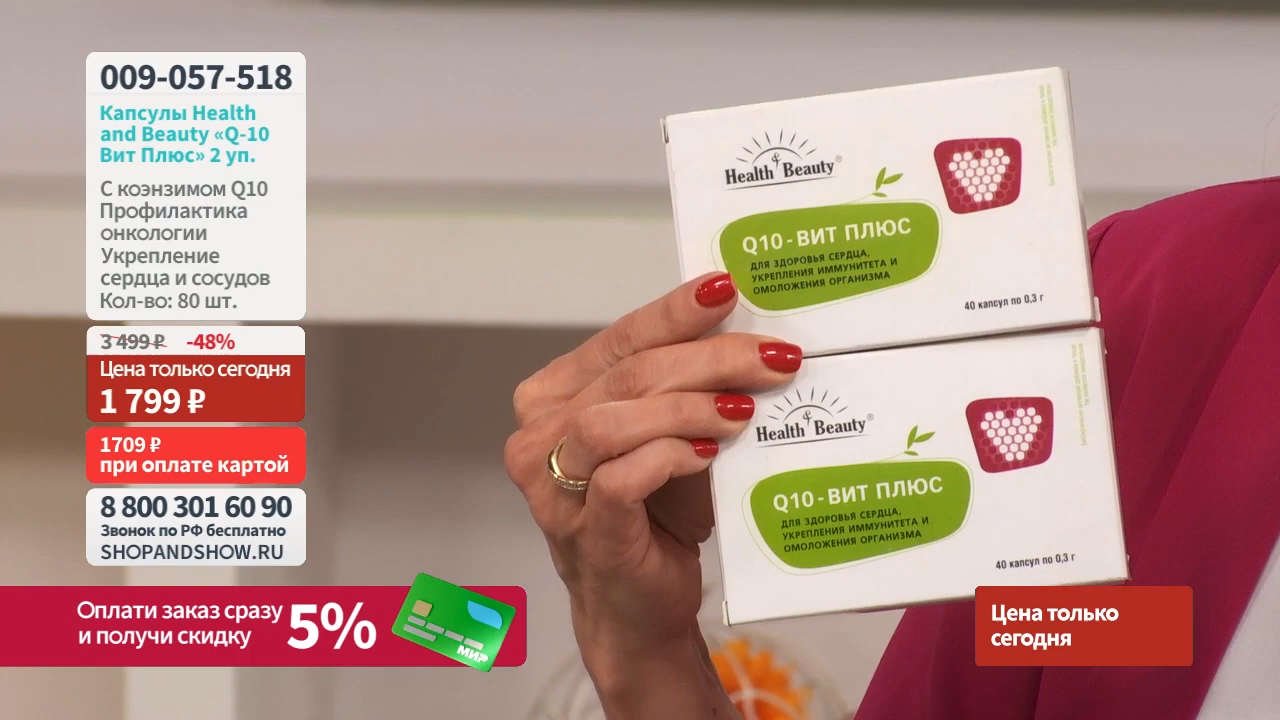 009-057-518
Капсулы Health
and Beauty «Q-10
Вит Плюс» 2 уп.
С коэнзимом Q10
Профилактика
онкологии
Укрепление
сердца и сосудов
Кол-во: 80 шт.
3 499 ₽ -48%
Цена только сегодня
1 799 ₽
1709 ₽
при оплате картой
8 800 301 60 90
Звонок по РФ бесплатно
SHOPANDSHOW.RU
Оплати заказ сразу
и получи скидку
5%
МИР
Health & Beauty®
Q10 - ВИТ ПЛЮС
ДЛЯ ЗДОРОВЬЯ СЕРДЦА,
УКРЕПЛЕНИЯ ИММУНИТЕТА И
ОМОЛОЖЕНИЯ ОРГАНИЗМА
40 капсул по 0,3 г
Health & Beauty®
Q10 - ВИТ ПЛЮС
ДЛЯ ЗДОРОВЬЯ СЕРДЦА,
УКРЕПЛЕНИЯ ИММУНИТЕТА И
ОМОЛОЖЕНИЯ ОРГАНИЗМА
40 капсул по 0,3 г
Цена только
сегодня